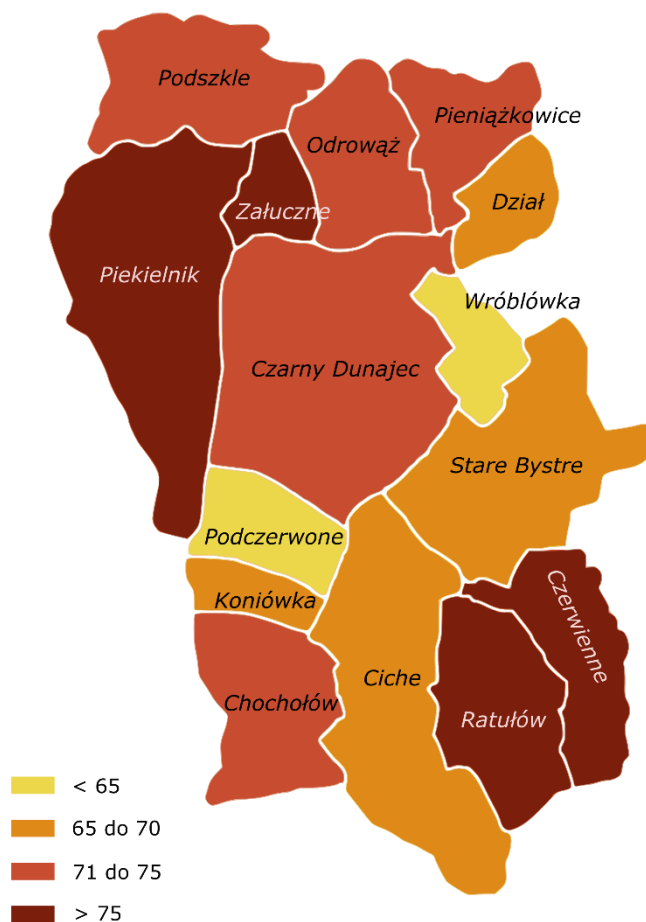 Podszkle
Odrowąż
Pieniążkowice
Załuczne
Dział
Piekielnik
Wróblówka
Czarny Dunajec
Stare Bystre
Podczerwone
Koniówka
Czerwienne
Ciche
Chochołów
Ratułów
< 65
65 do 70
71 do 75
> 75